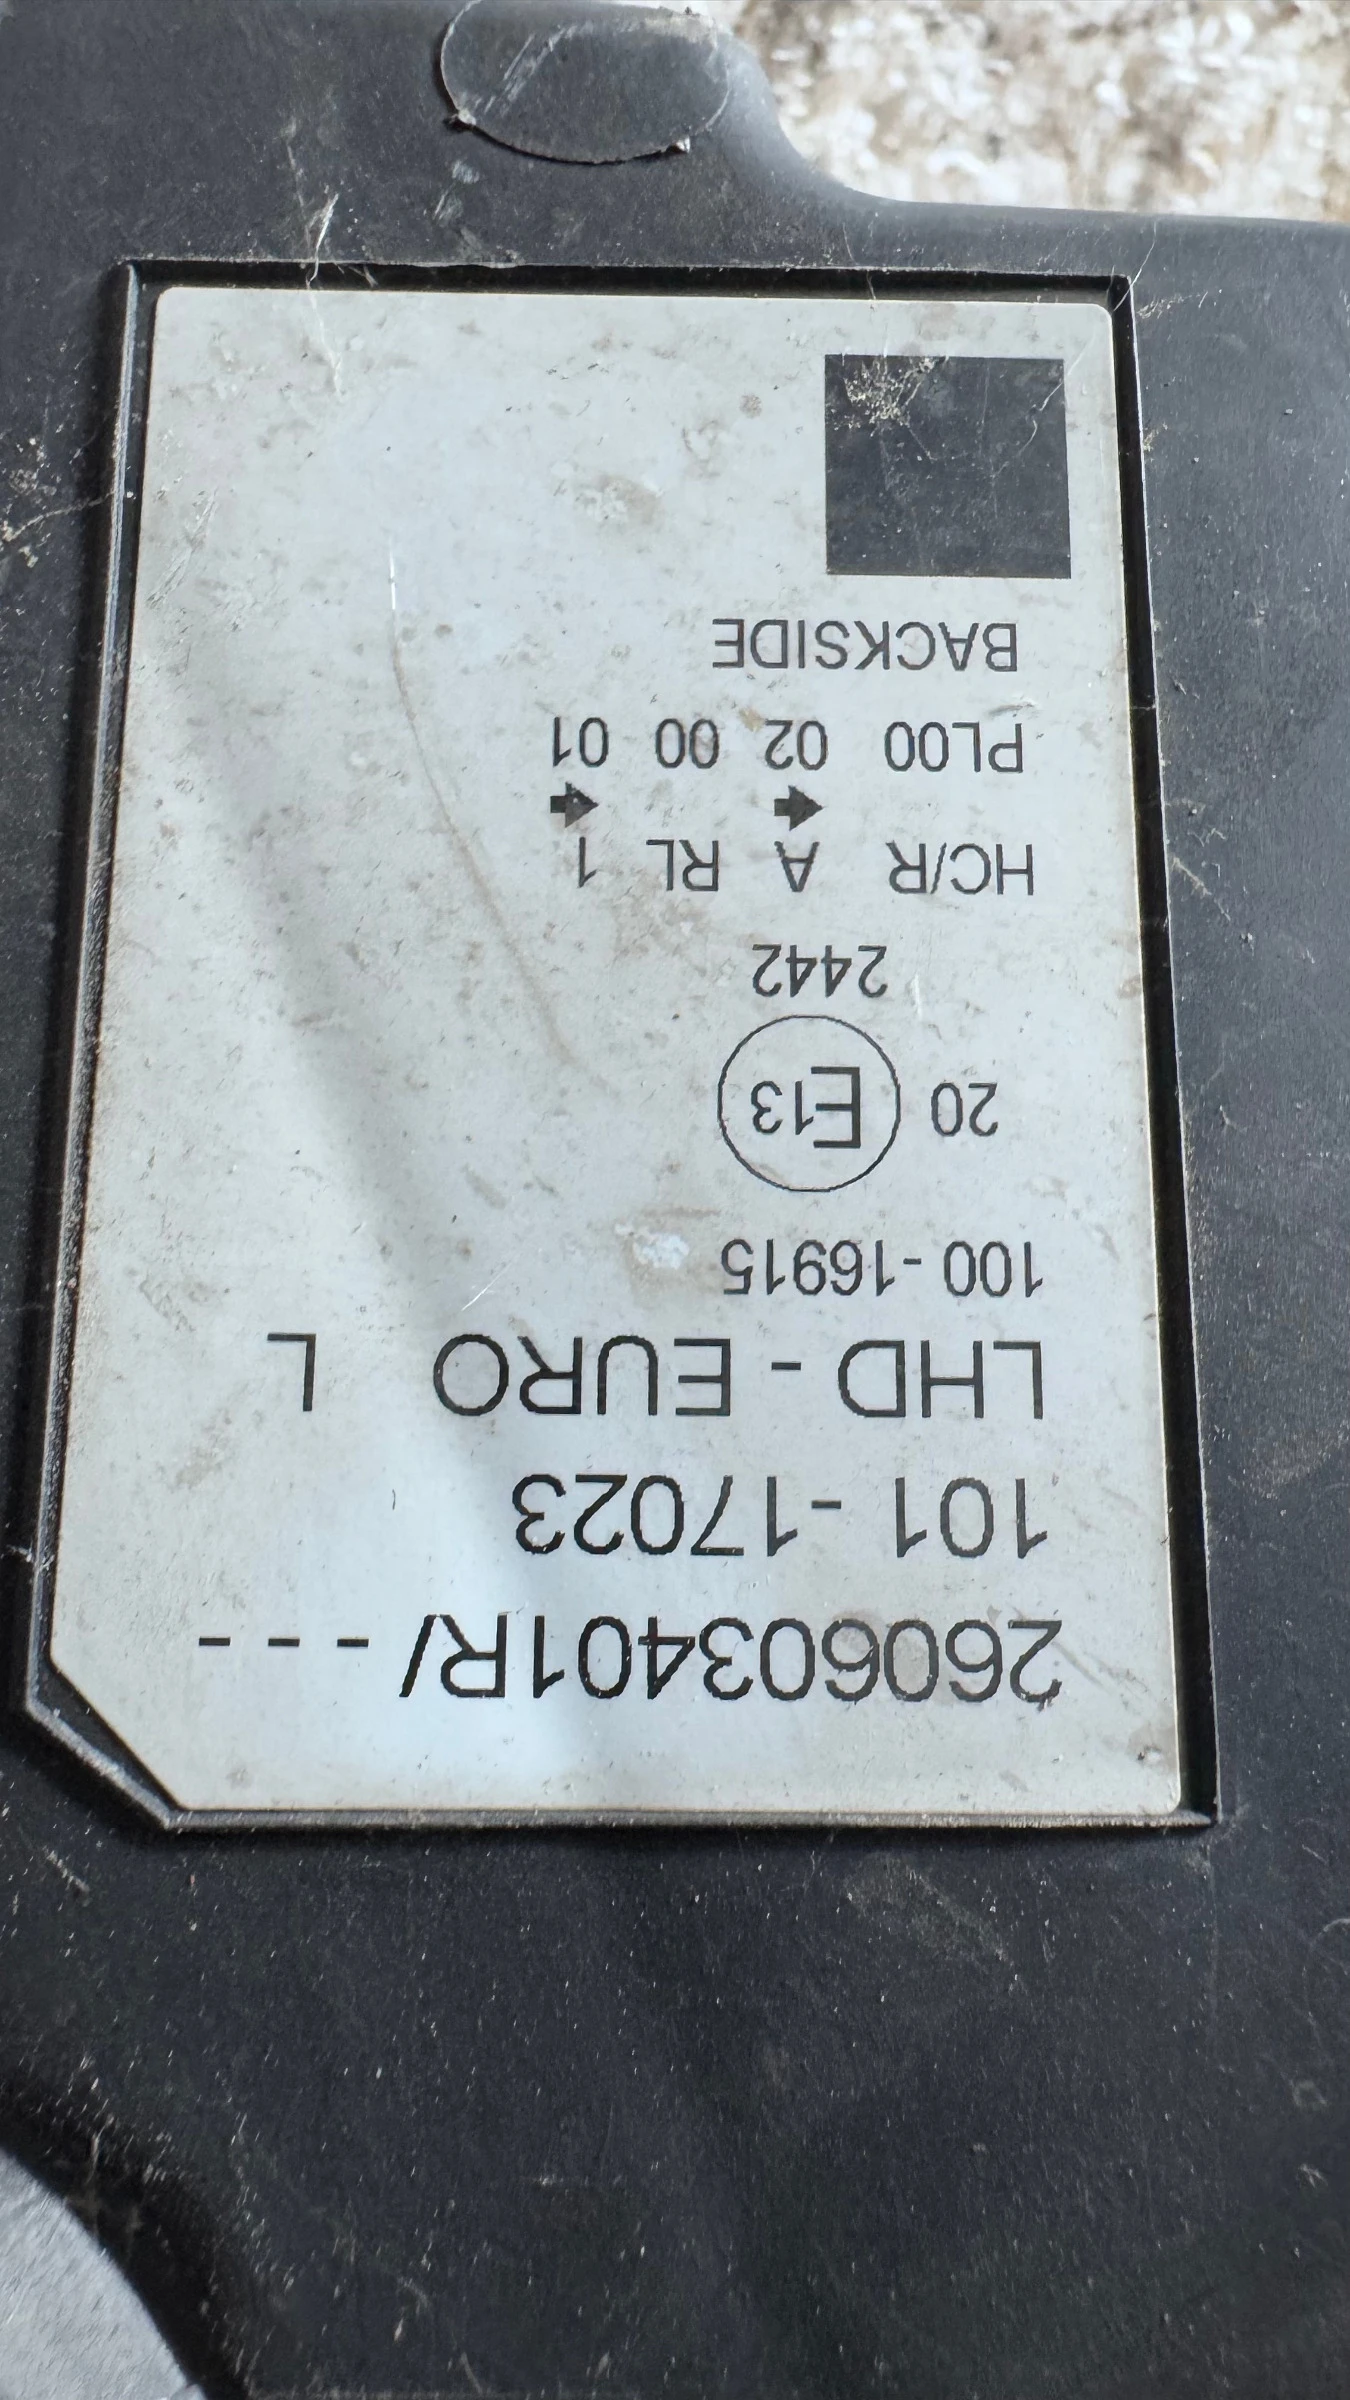 260603401R/ - - -
101 - 17023
LHD - EURO L
100 - 16915
20 E13
2442
HC/R A RL 1
PL00 02 00 01
BACKSIDE